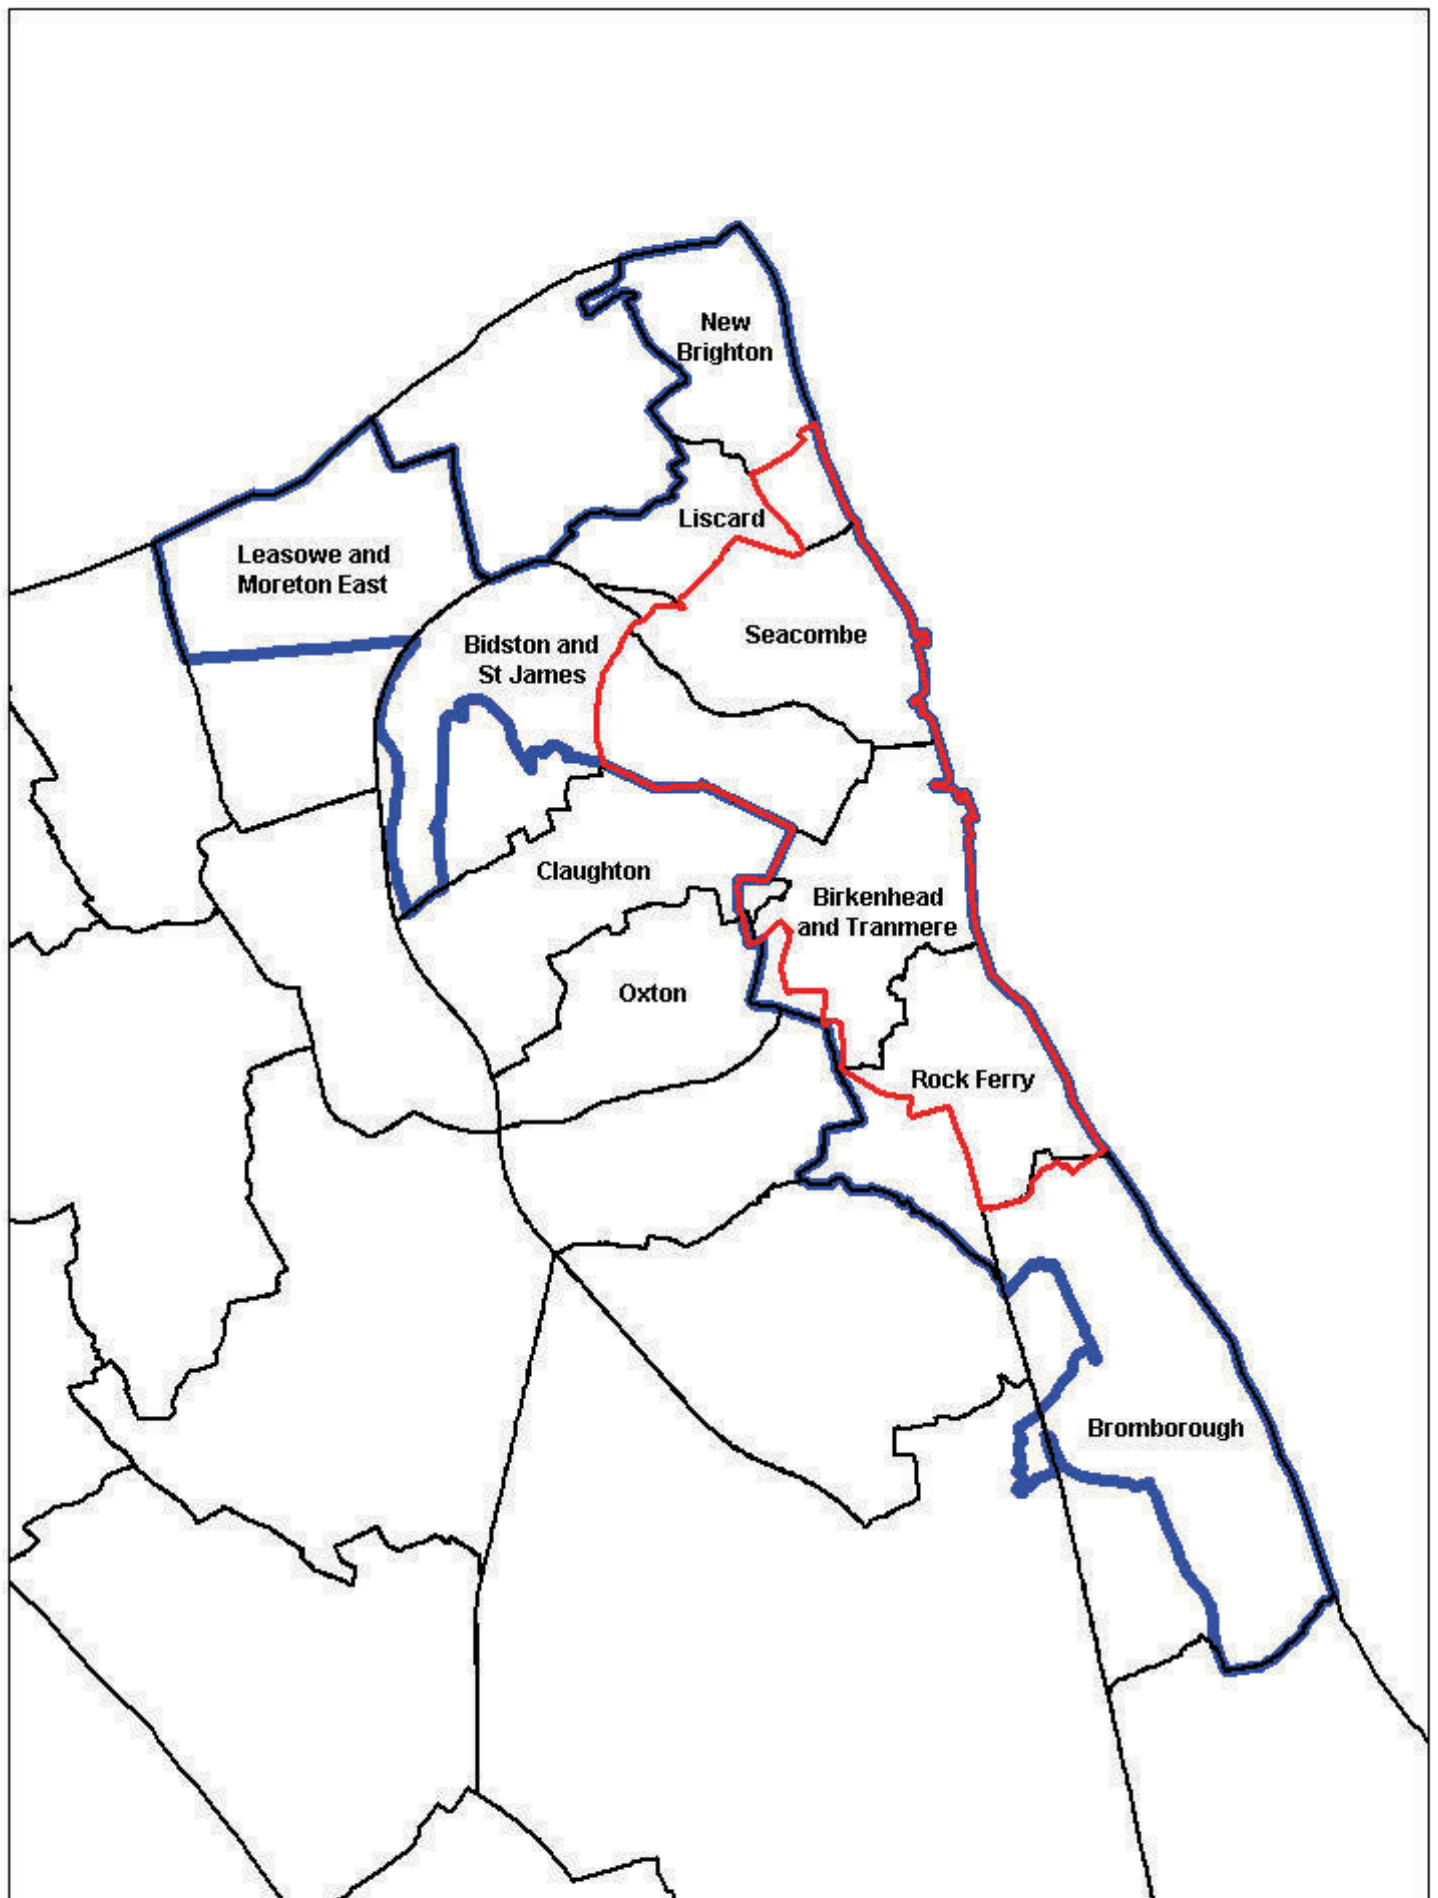 New
Brighton
Liscard
Leasowe and
Moreton East
Seacombe
Bidston and
St James
Claughton
Birkenhead
and Tranmere
Oxton
Rock Ferry
Bromborough